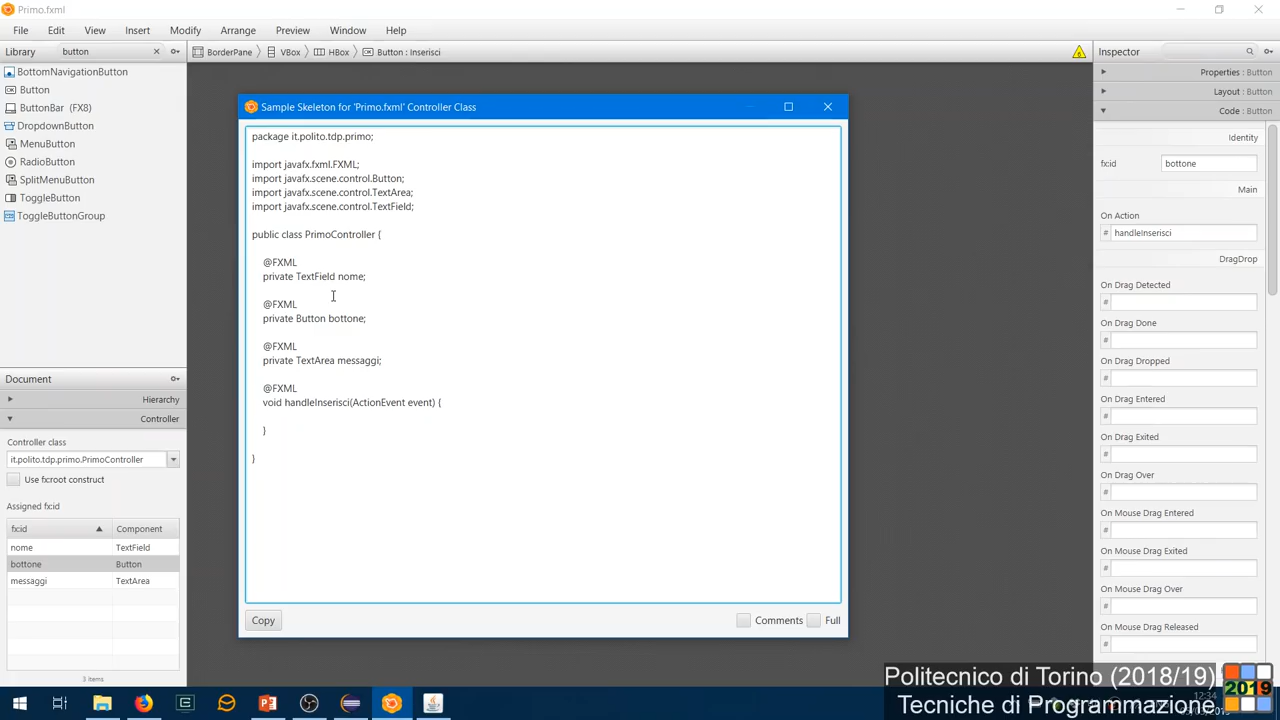 Primo.fxml
File Edit View Insert Modify Arrange Preview Window Help
Library button
BorderPane VBox HBox Button : Inserisci
Inspector
BottomNavigationButton
Button
ButtonBar (FX8)
DropdownButton
MenuButton
RadioButton
SplitMenuButton
ToggleButton
ToggleButtonGroup
Document
Hierarchy
Controller
Controller class
it.polito.tdp.primo.PrimoController
Use fx:root construct
Assigned fx:id
fx:id Component
nome TextField
bottone Button
messaggi TextArea
3 items
Sample Skeleton for 'Primo.fxml' Controller Class
package it.polito.tdp.primo;
import javafx.fxml.FXML;
import javafx.scene.control.Button;
import javafx.scene.control.TextArea;
import javafx.scene.control.TextField;
public class PrimoController {
@FXML
private TextField nome;
@FXML
private Button bottone;
@FXML
private TextArea messaggi;
@FXML
void handleInserisci(ActionEvent event) {
}
}
Copy Comments Full
Properties : Button
Layout : Button
Code : Button
Identity
fx:id bottone
Main
On Action
# handleInserisci
DragDrop
On Drag Detected
#
On Drag Done
#
On Drag Dropped
#
On Drag Entered
#
On Drag Exited
#
On Drag Over
#
On Mouse Drag Entered
#
On Mouse Drag Exited
#
On Mouse Drag Over
#
On Mouse Drag Released
#
Politecnico di Torino (2018/19)
Tecniche di Programmazione
2019
12:34